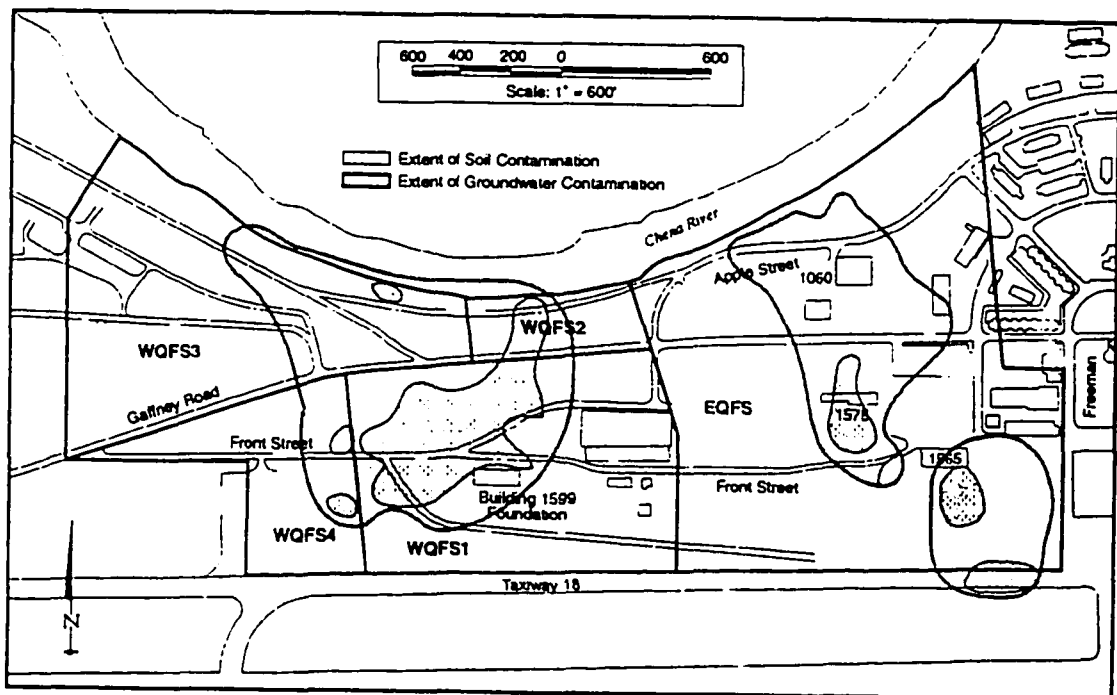 600 400 200 0 600
Scale: 1" = 600'
Extent of Soil Contamination
Extent of Groundwater Contamination
Chena River
Apple Street
1060
WQFS2
WQFS3
Gaffney Road
EQFS
1578
Freeman
Front Street
1565
Front Street
Building 1599
Foundation
WQFS4
WQFS1
Taxiway 18
N